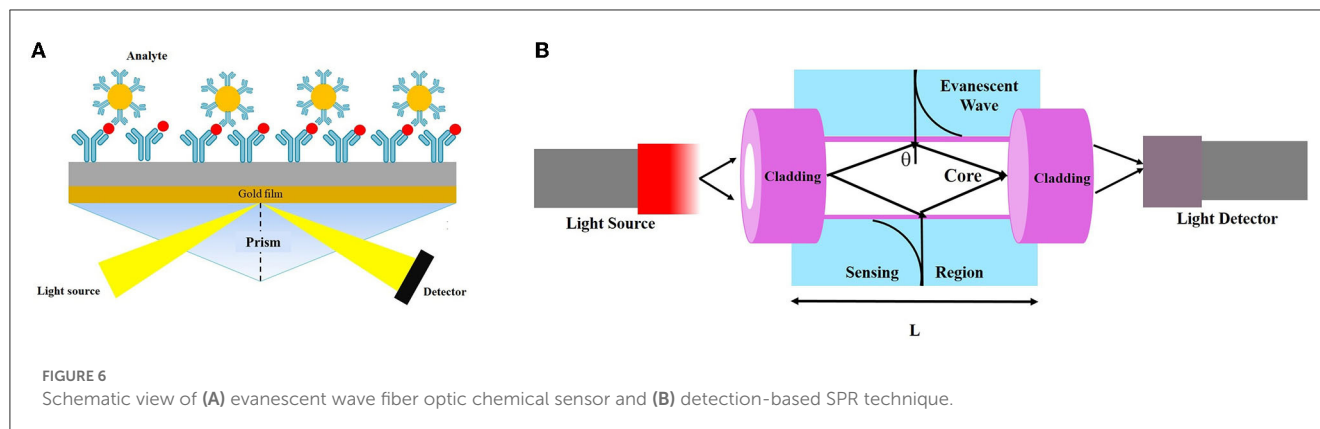 A
Analyte
Gold film
Prism
Light source
Detector
B
Evanescent
Wave
θ
Cladding
Core
Cladding
Light Source
Light Detector
Sensing Region
L
FIGURE 6
Schematic view of (A) evanescent wave fiber optic chemical sensor and (B) detection-based SPR technique.